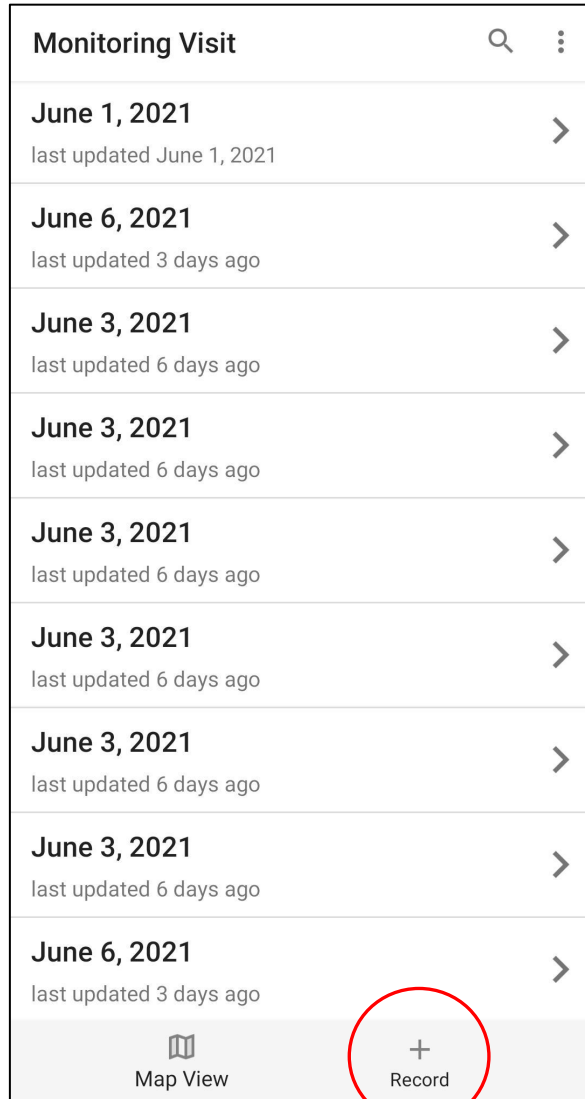 Monitoring Visit
June 1, 2021
last updated June 1, 2021
June 6, 2021
last updated 3 days ago
June 3, 2021
last updated 6 days ago
June 3, 2021
last updated 6 days ago
June 3, 2021
last updated 6 days ago
June 3, 2021
last updated 6 days ago
June 3, 2021
last updated 6 days ago
June 3, 2021
last updated 6 days ago
June 6, 2021
last updated 3 days ago
Map View
Record